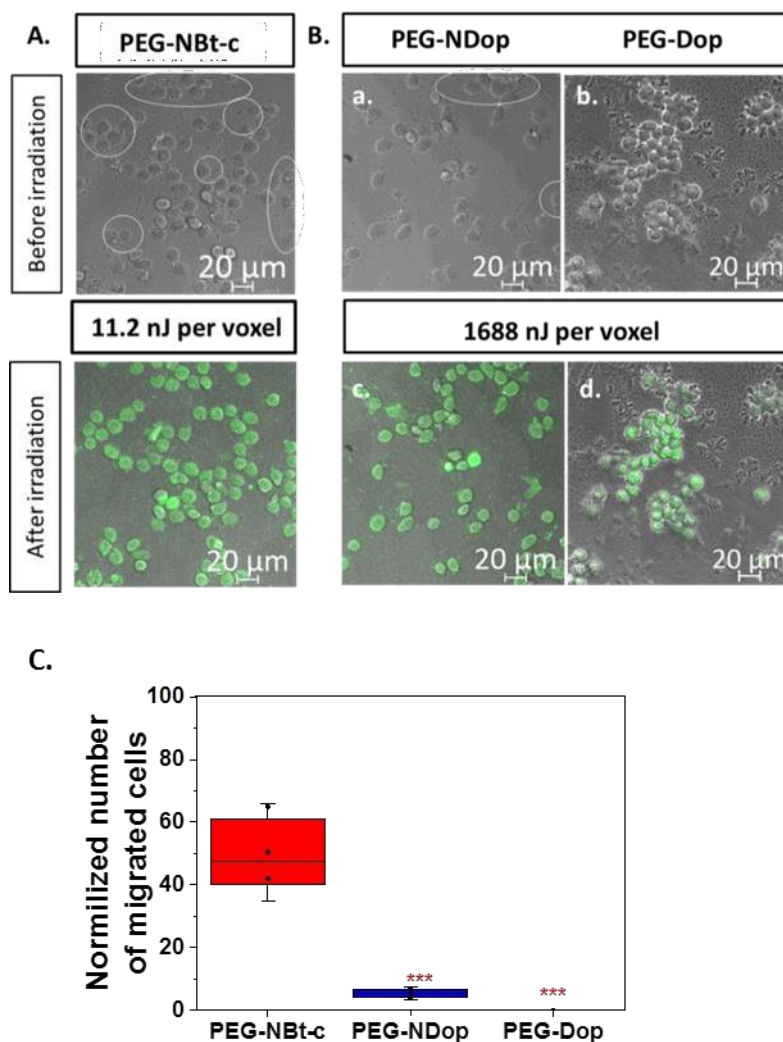 A.
PEG-NBt-c
B.
PEG-NDop
PEG-Dop
Before irradiation
a.
b.
20 µm
20 µm
20 µm
11.2 nJ per voxel
1688 nJ per voxel
After irradiation
c.
d.
20 µm
20 µm
20 µm
C.
Normilized number
of migrated cells
100
80
60
40
20
0
***
***
PEG-NBt-c
PEG-NDop
PEG-Dop